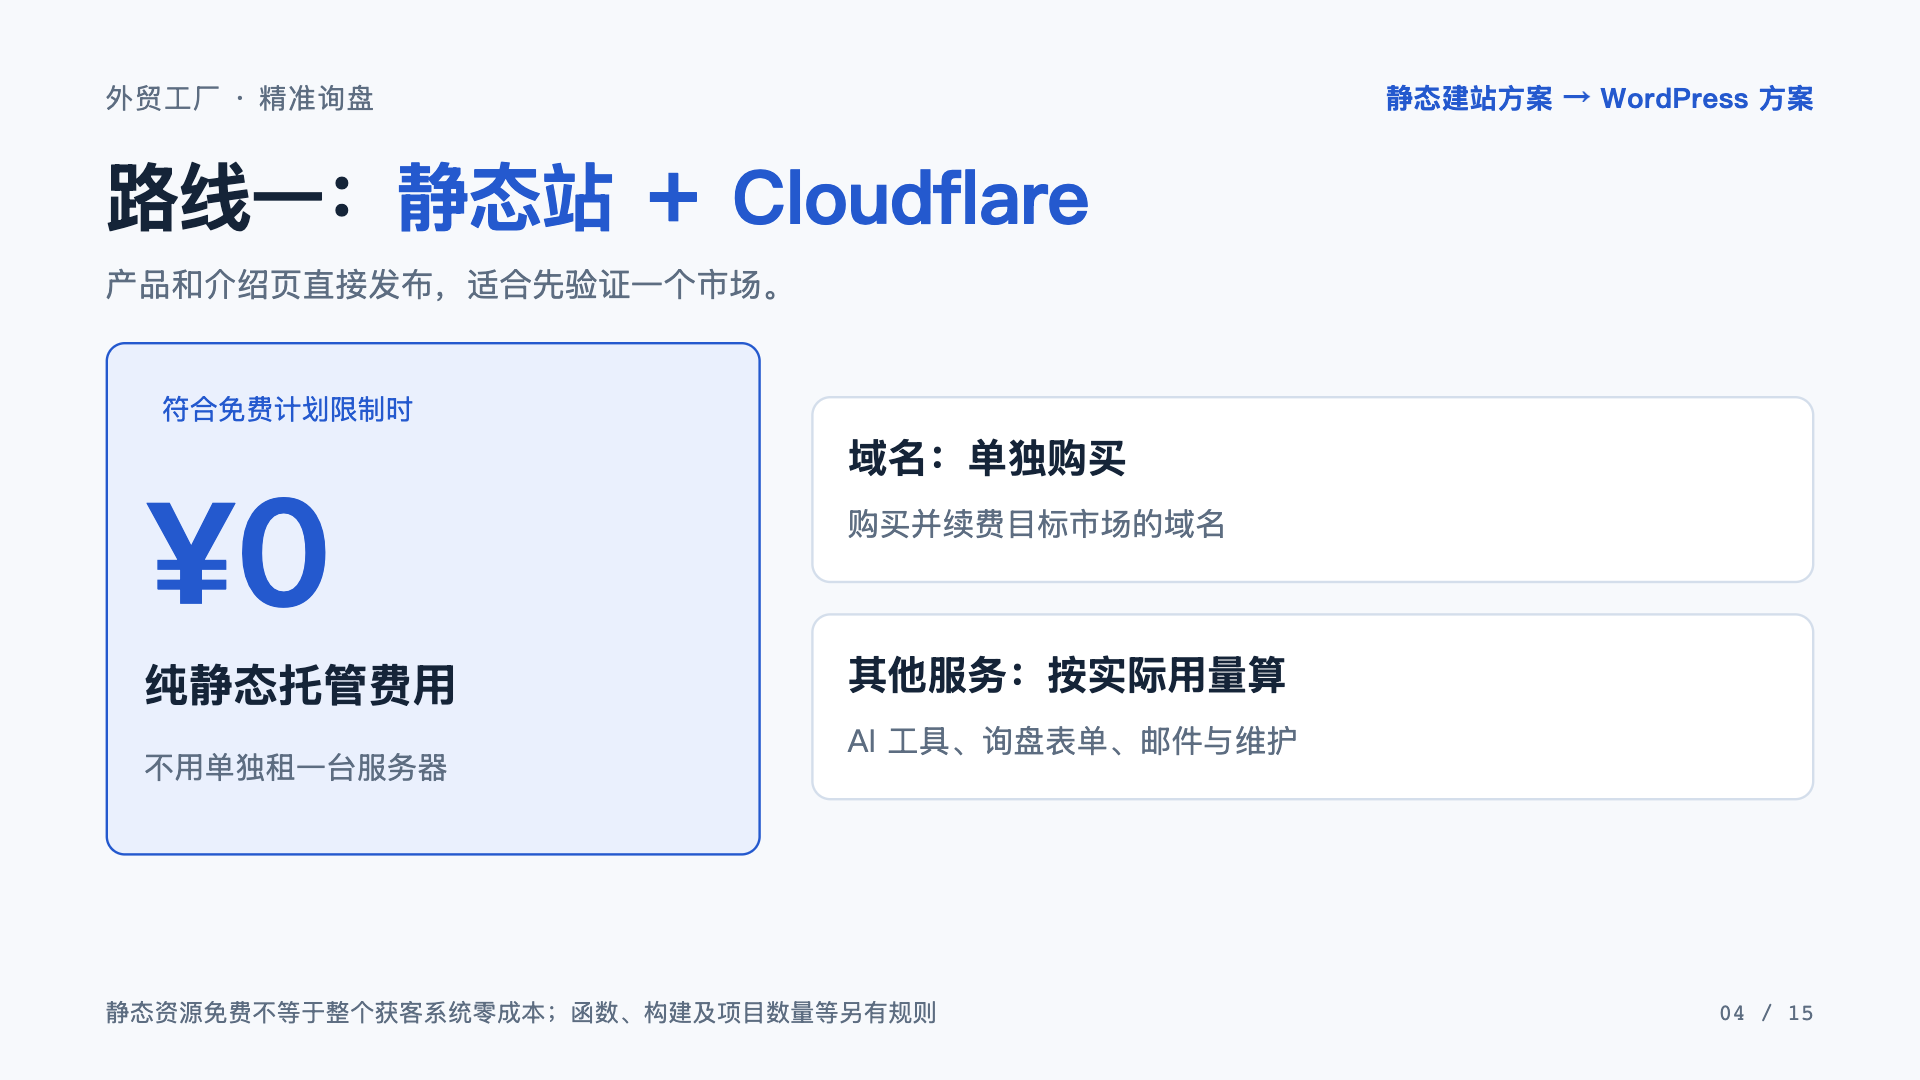 外贸工厂 · 精准询盘
静态建站方案 → WordPress 方案
路线一：静态站 + Cloudflare
产品和介绍页直接发布，适合先验证一个市场。
符合免费计划限制时
¥0
纯静态托管费用
不用单独租一台服务器
域名：单独购买
购买并续费目标市场的域名
其他服务：按实际用量算
AI 工具、询盘表单、邮件与维护
静态资源免费不等于整个获客系统零成本；函数、构建及项目数量等另有规则
04 / 15